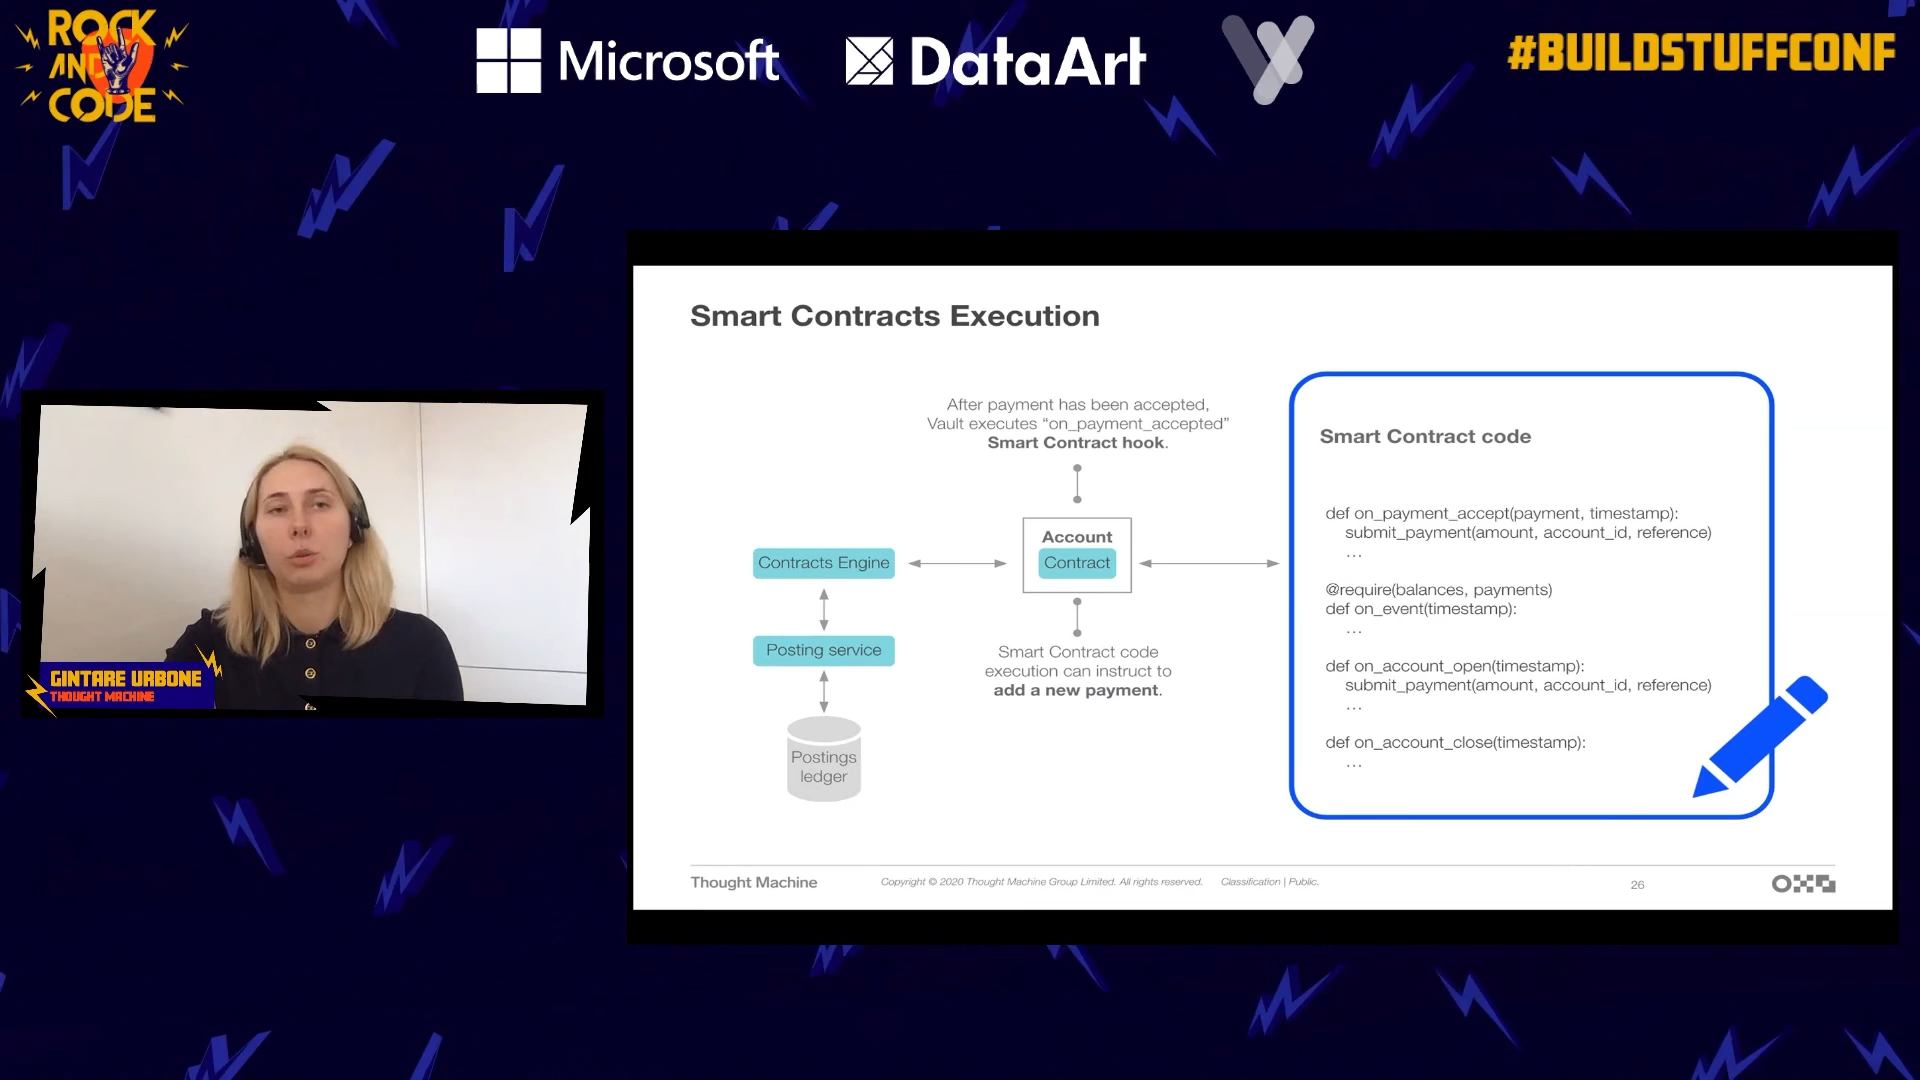 ROCK
AND
CODE
Microsoft
DataArt
#BUILDSTUFFCONF
GINTARE URBONE
THOUGHT MACHINE
Smart Contracts Execution
After payment has been accepted,
Vault executes “on_payment_accepted”
Smart Contract hook.
Account
Contract
Contracts Engine
Posting service
Postings
ledger
Smart Contract code
execution can instruct to
add a new payment.
Smart Contract code
def on_payment_accept(payment, timestamp):
submit_payment(amount, account_id, reference)
…
@require(balances, payments)
def on_event(timestamp):
…
def on_account_open(timestamp):
submit_payment(amount, account_id, reference)
…
def on_account_close(timestamp):
…
Thought Machine
Copyright © 2020 Thought Machine Group Limited. All rights reserved. Classification | Public.
26